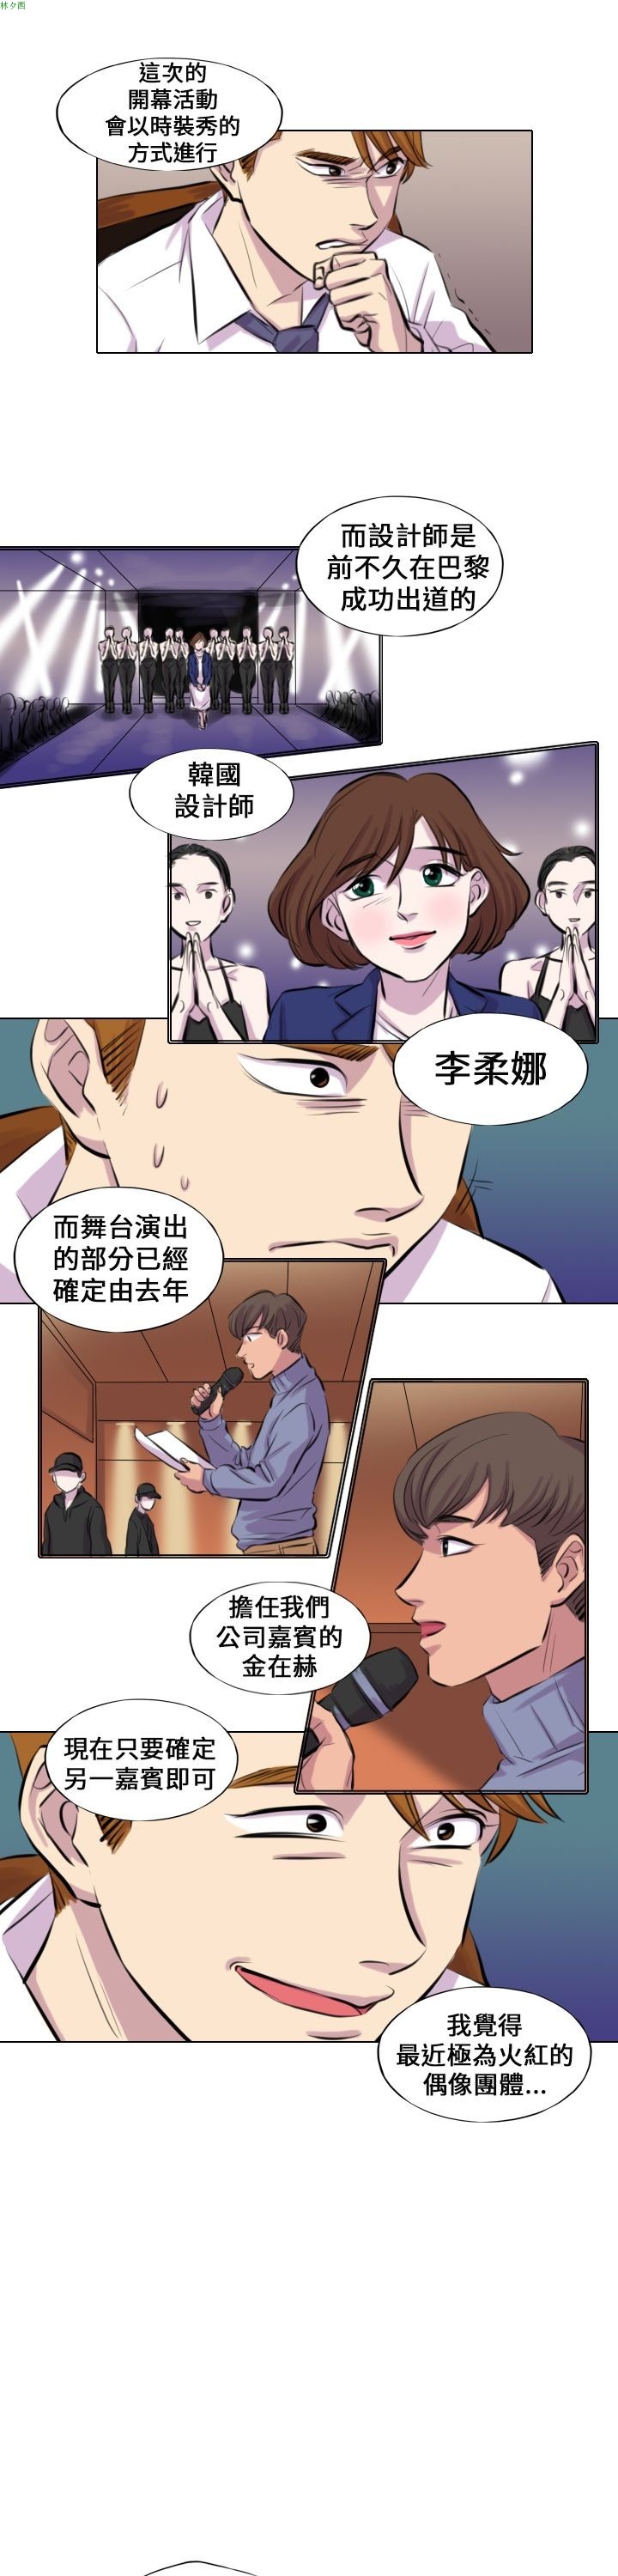 林夕西
這次的
開幕活動
會以時裝秀的
方式進行
而設計師是
前不久在巴黎
成功出道的
韓國
設計師
李柔娜
而舞台演出
的部分已經
確定由去年
擔任我們
公司嘉賓的
金在赫
現在只要確定
另一嘉賓即可
我覺得
最近極為火紅的
偶像團體...